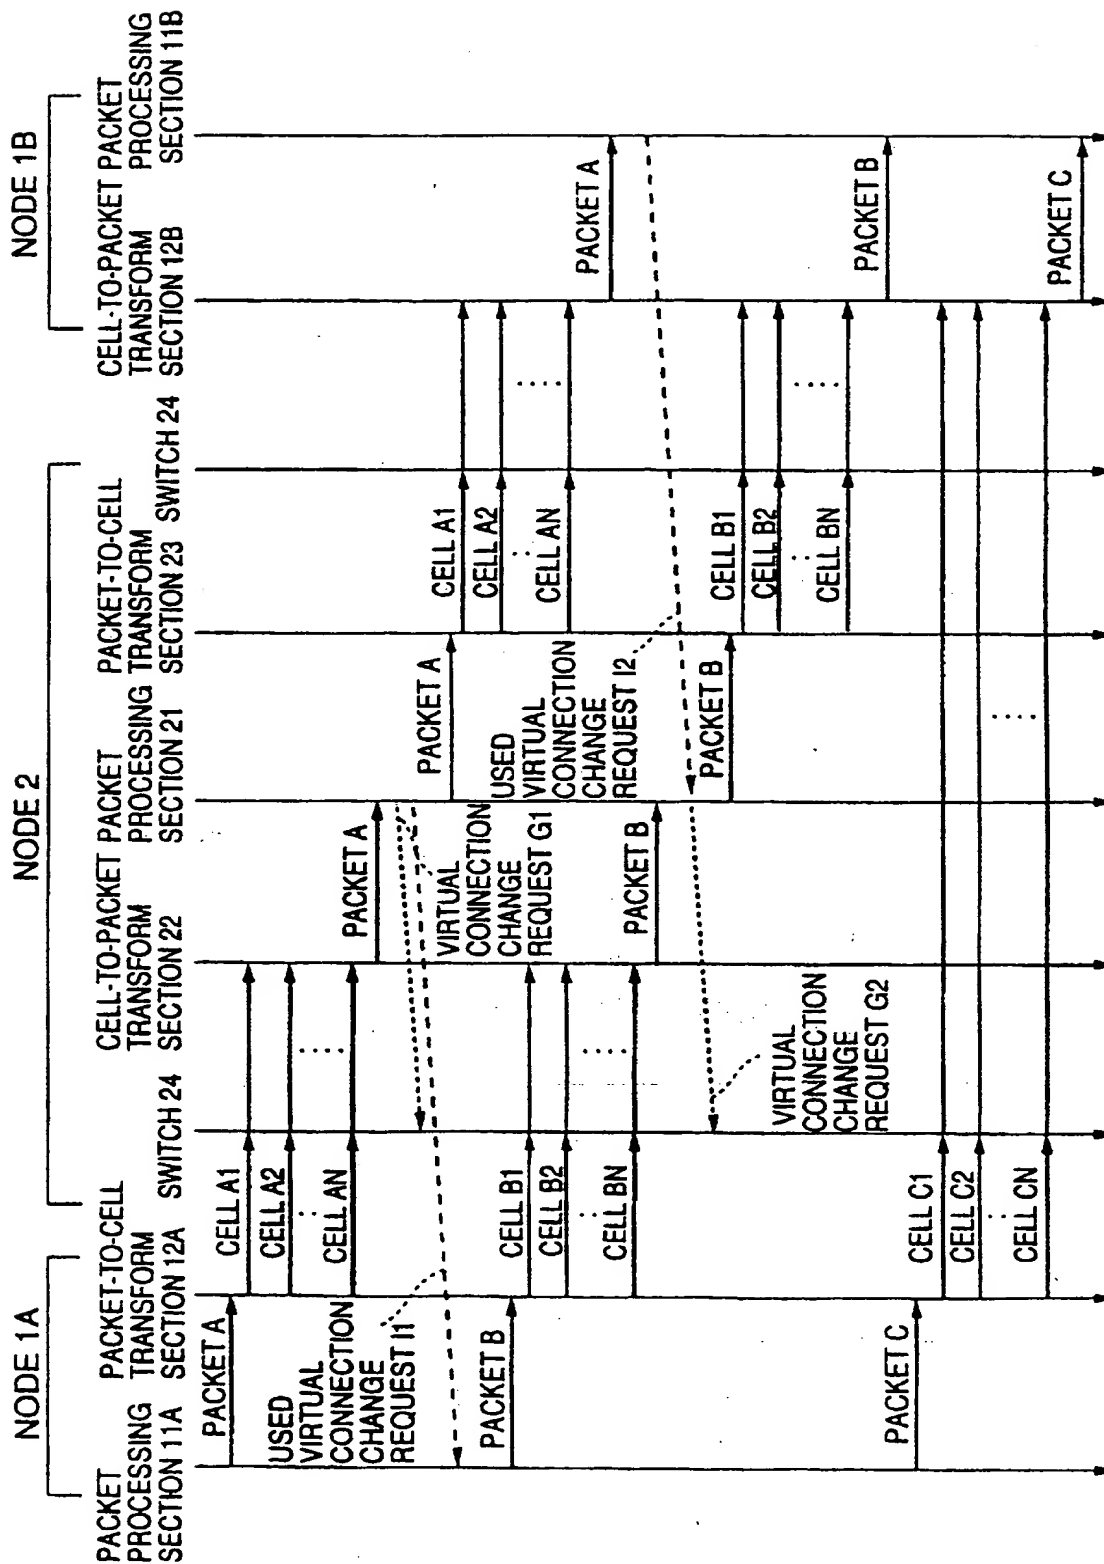 NODE 1A
NODE 2
NODE 1B
PACKET
PROCESSING
SECTION 11A
PACKET-TO-CELL
TRANSFORM
SECTION 12A
SWITCH 24
CELL-TO-PACKET
TRANSFORM
SECTION 22
PACKET
PROCESSING
SECTION 21
PACKET-TO-CELL
TRANSFORM
SECTION 23
SWITCH 24
CELL-TO-PACKET
TRANSFORM
SECTION 12B
PACKET
PROCESSING
SECTION 11B
PACKET A
CELL A1
CELL A2
CELL AN
PACKET A
USED
VIRTUAL
CONNECTION
CHANGE
REQUEST I1
VIRTUAL
CONNECTION
CHANGE
REQUEST G1
PACKET A
CELL A1
CELL A2
CELL AN
PACKET A
PACKET B
CELL B1
CELL B2
CELL BN
PACKET B
USED
VIRTUAL
CONNECTION
CHANGE
REQUEST I2
VIRTUAL
CONNECTION
CHANGE
REQUEST G2
PACKET B
CELL B1
CELL B2
CELL BN
PACKET B
PACKET C
CELL C1
CELL C2
CELL CN
PACKET C